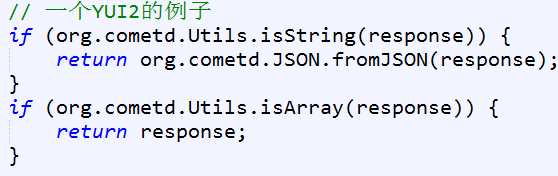 // 一个YUI2的例子
if (org.cometd.Utils.isString(response)) {
    return org.cometd.JSON.fromJSON(response);
}
if (org.cometd.Utils.isArray(response)) {
    return response;
}